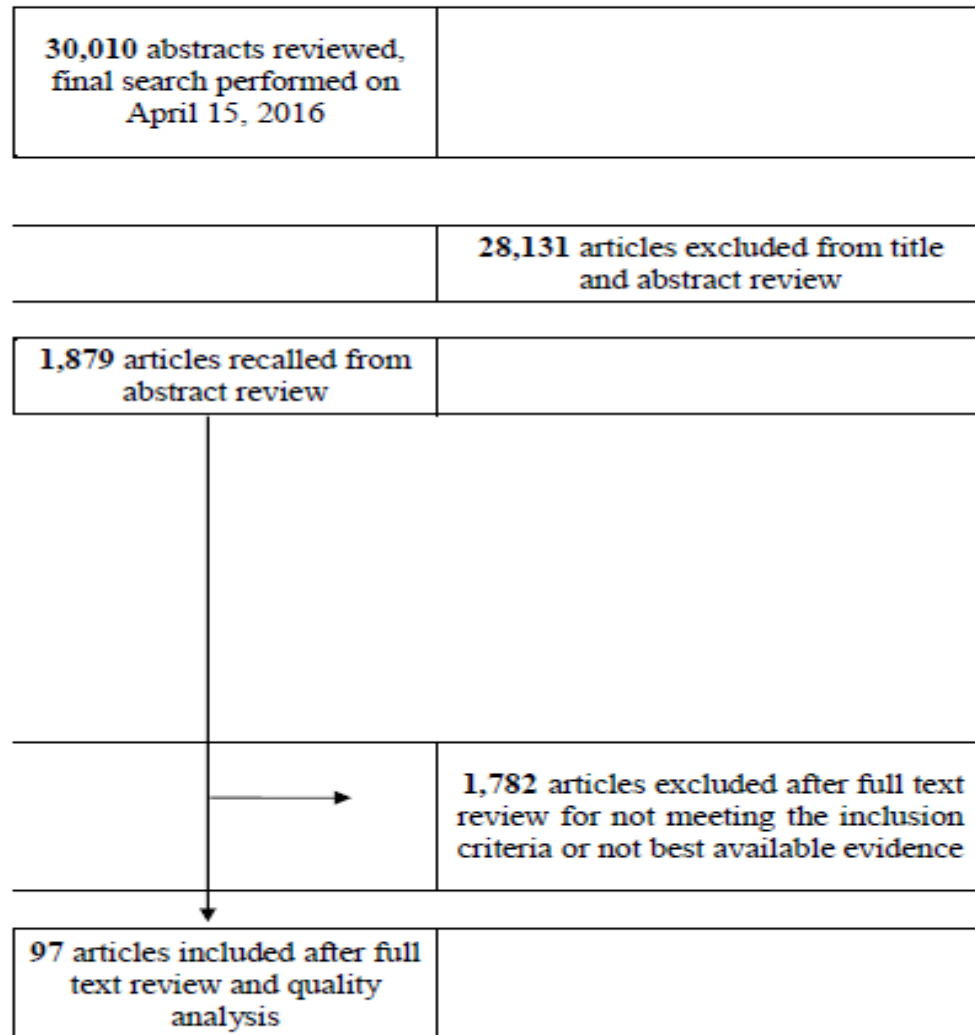 30,010 abstracts reviewed,
final search performed on
April 15, 2016
28,131 articles excluded from title
and abstract review
1,879 articles recalled from
abstract review
1,782 articles excluded after full text
review for not meeting the inclusion
criteria or not best available evidence
97 articles included after full
text review and quality
analysis